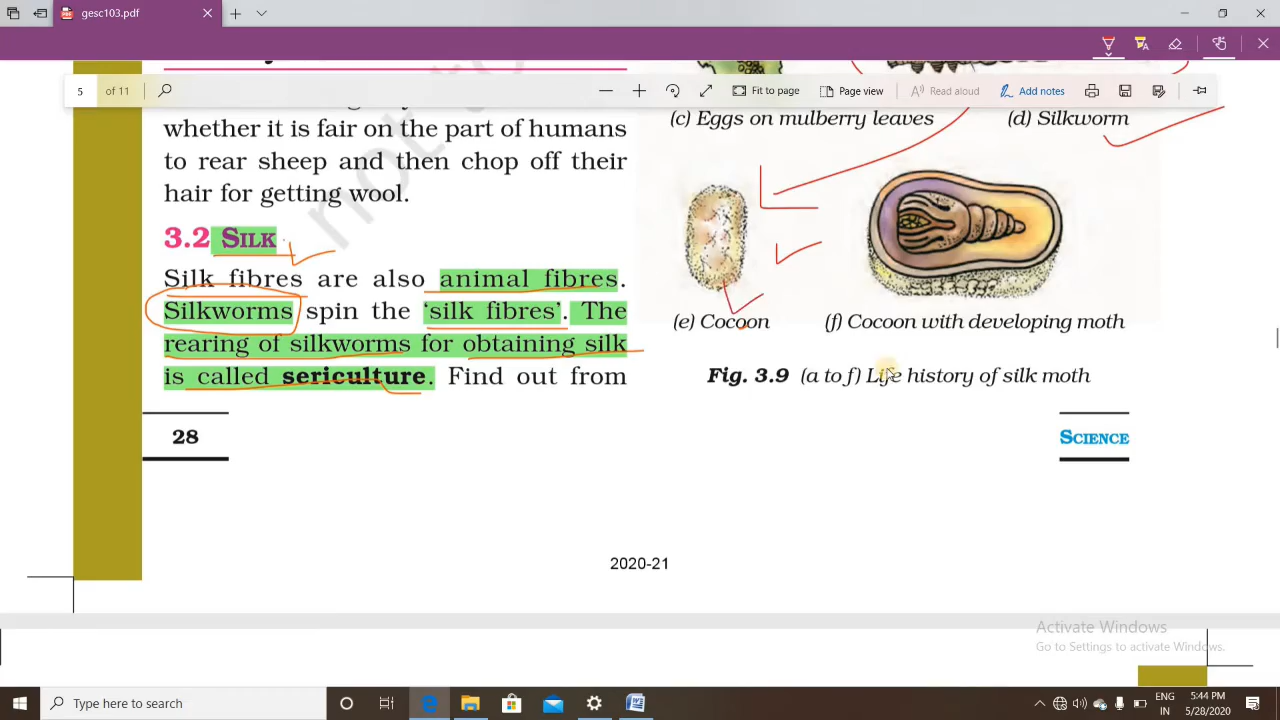 gesc103.pdf
5 of 11
Fit to page
Page view
Read aloud
Add notes
whether it is fair on the part of humans
to rear sheep and then chop off their
hair for getting wool.
3.2 SILK
Silk fibres are also animal fibres.
Silkworms spin the ‘silk fibres’. The
rearing of silkworms for obtaining silk
is called sericulture. Find out from
28
not to
(c) Eggs on mulberry leaves
(d) Silkworm
(e) Cocoon
(f) Cocoon with developing moth
Fig. 3.9 (a to f) Life history of silk moth
SCIENCE
2020-21
Activate Windows
Go to Settings to activate Windows.
Type here to search
ENG
IN
5:44 PM
5/28/2020